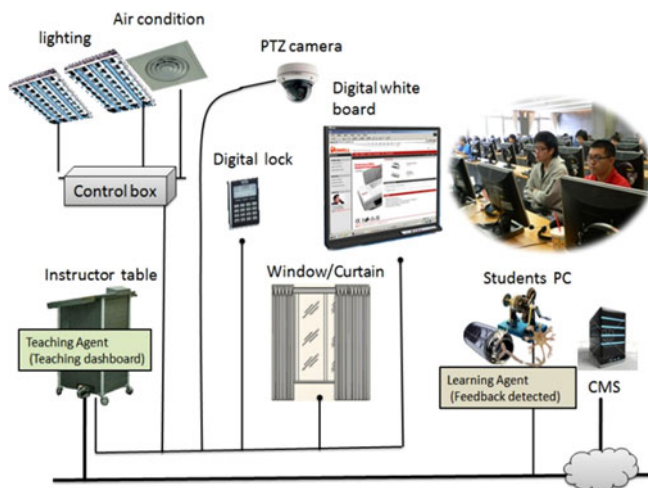 lighting
Air condition
PTZ camera
Digital white
board
Digital lock
Control box
Instructor table
Window/Curtain
Students PC
Teaching Agent
(Teaching dashboard)
Learning Agent
(Feedback detected)
CMS